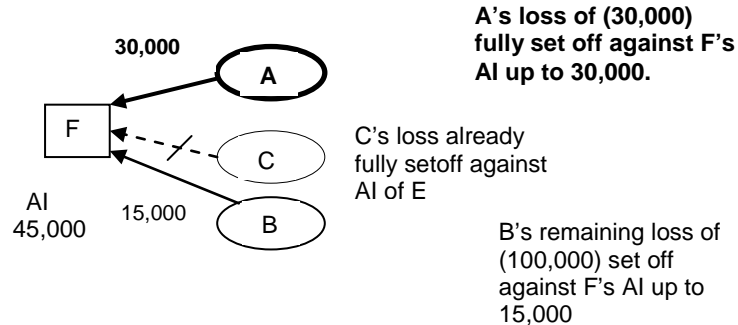 A's loss of (30,000)
fully set off against F's
AI up to 30,000.
30,000
A
F
C
C's loss already
fully setoff against
AI of E
AI
45,000
15,000
B
B's remaining loss of
(100,000) set off
against F's AI up to
15,000